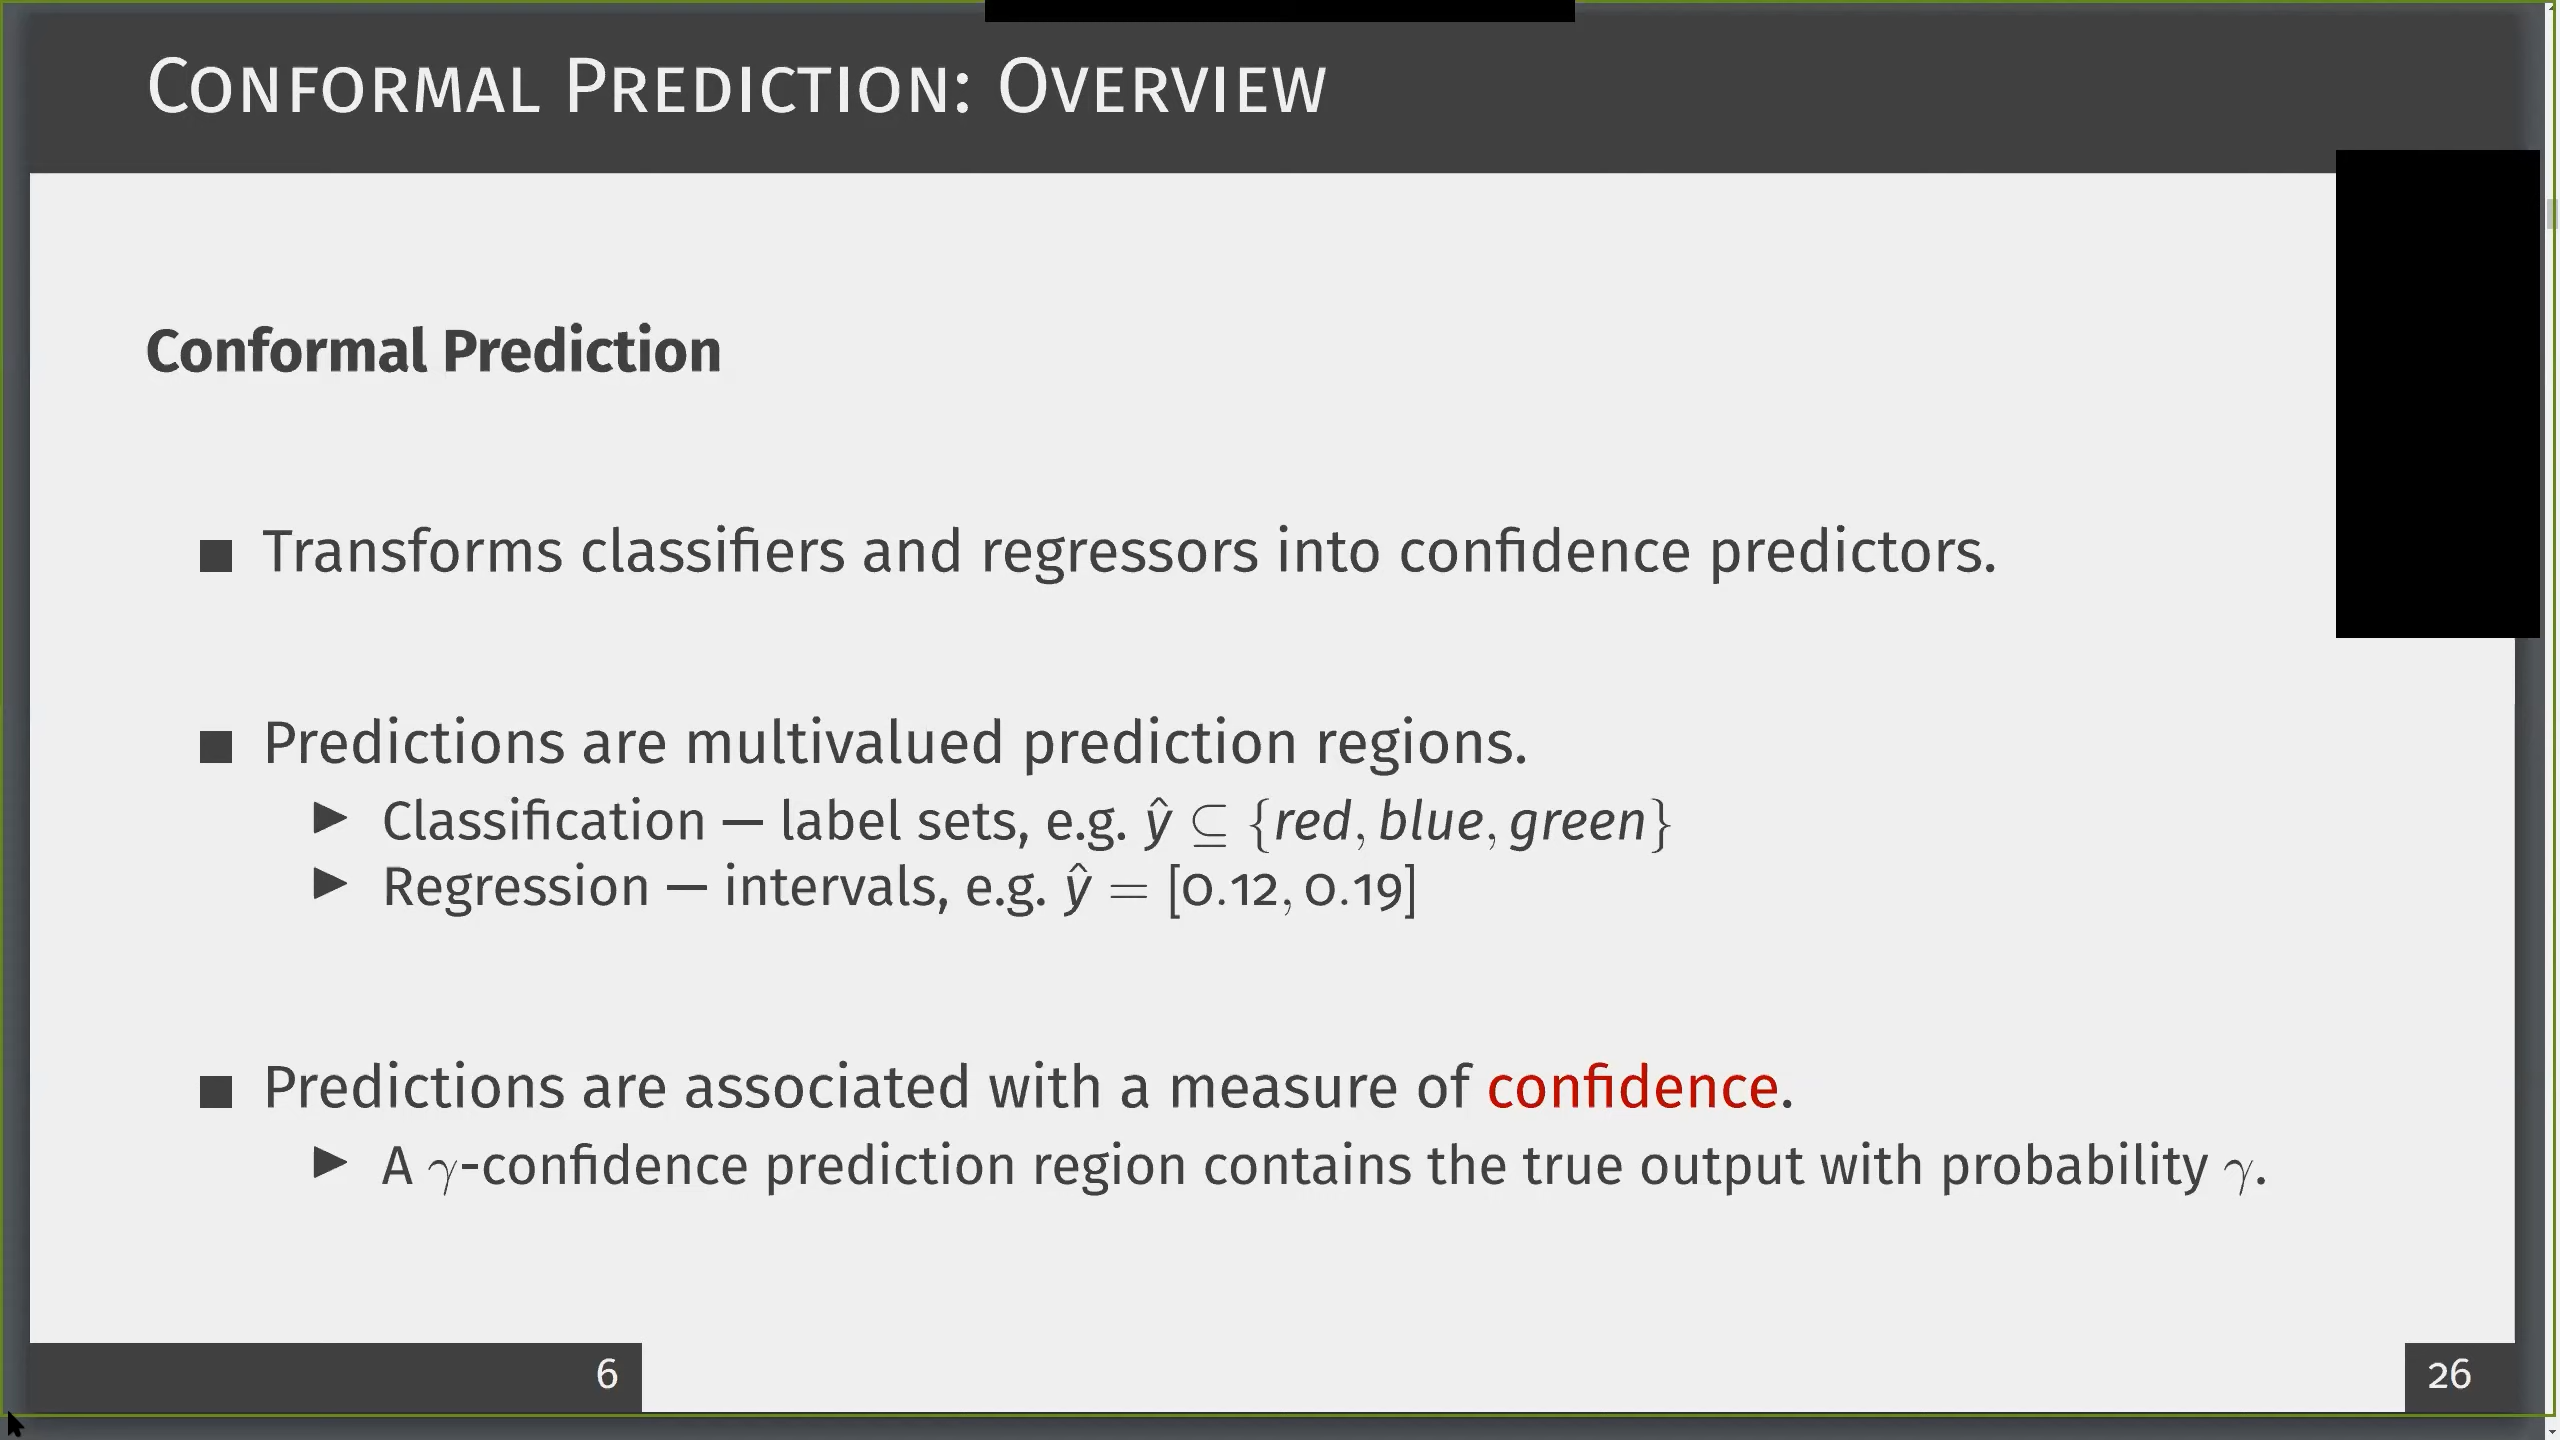 Conformal Prediction: Overview
Conformal Prediction
■ Transforms classifiers and regressors into confidence predictors.
■ Predictions are multivalued prediction regions.
▶ Classification — label sets, e.g. ŷ ⊆ {red, blue, green}
▶ Regression — intervals, e.g. ŷ = [0.12, 0.19]
■ Predictions are associated with a measure of confidence.
▶ A γ-confidence prediction region contains the true output with probability γ.
6
26